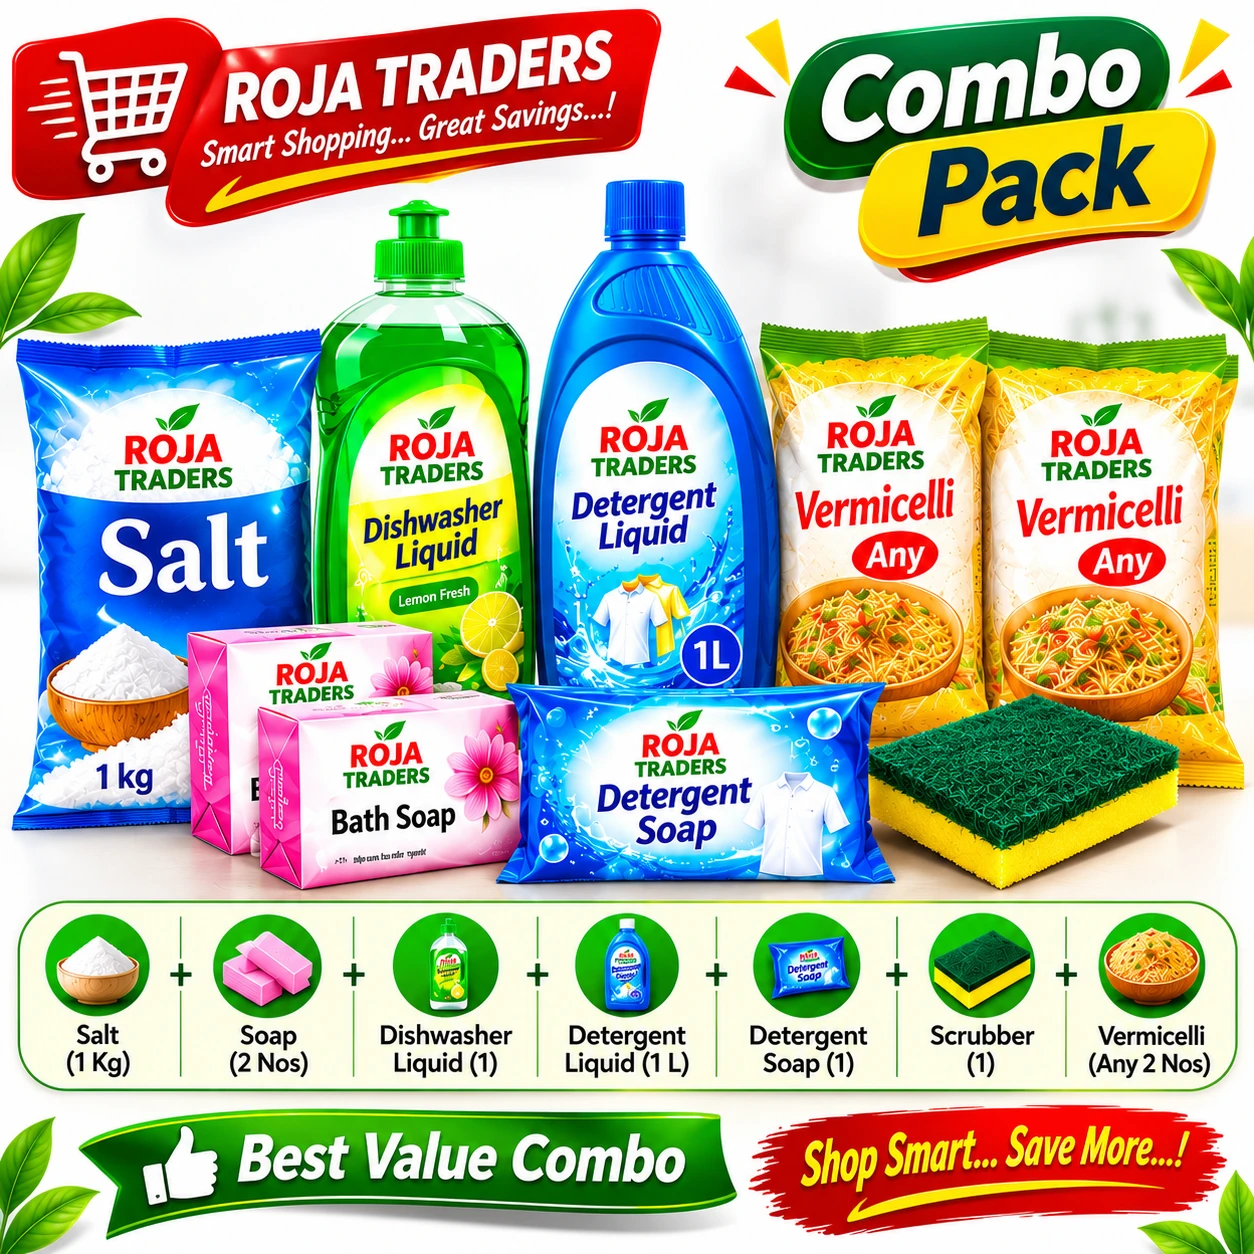 ROJA TRADERS
Smart Shopping... Great Savings...!
Combo
Pack
ROJA
TRADERS
Salt
1 kg
ROJA
TRADERS
Dishwasher
Liquid
Lemon Fresh
ROJA
TRADERS
Detergent
Liquid
1L
ROJA
TRADERS
Vermicelli
Any
ROJA
TRADERS
Vermicelli
Any
ROJA
TRADERS
ROJA
TRADERS
Bath Soap
ROJA
TRADERS
Detergent
Soap
Salt
(1 Kg)
+
Soap
(2 Nos)
+
Dishwasher
Liquid (1)
+
Detergent
Liquid (1 L)
+
Detergent
Soap
Detergent
Soap (1)
+
Scrubber
(1)
+
Vermicelli
(Any 2 Nos)
Best Value Combo
Shop Smart... Save More...!